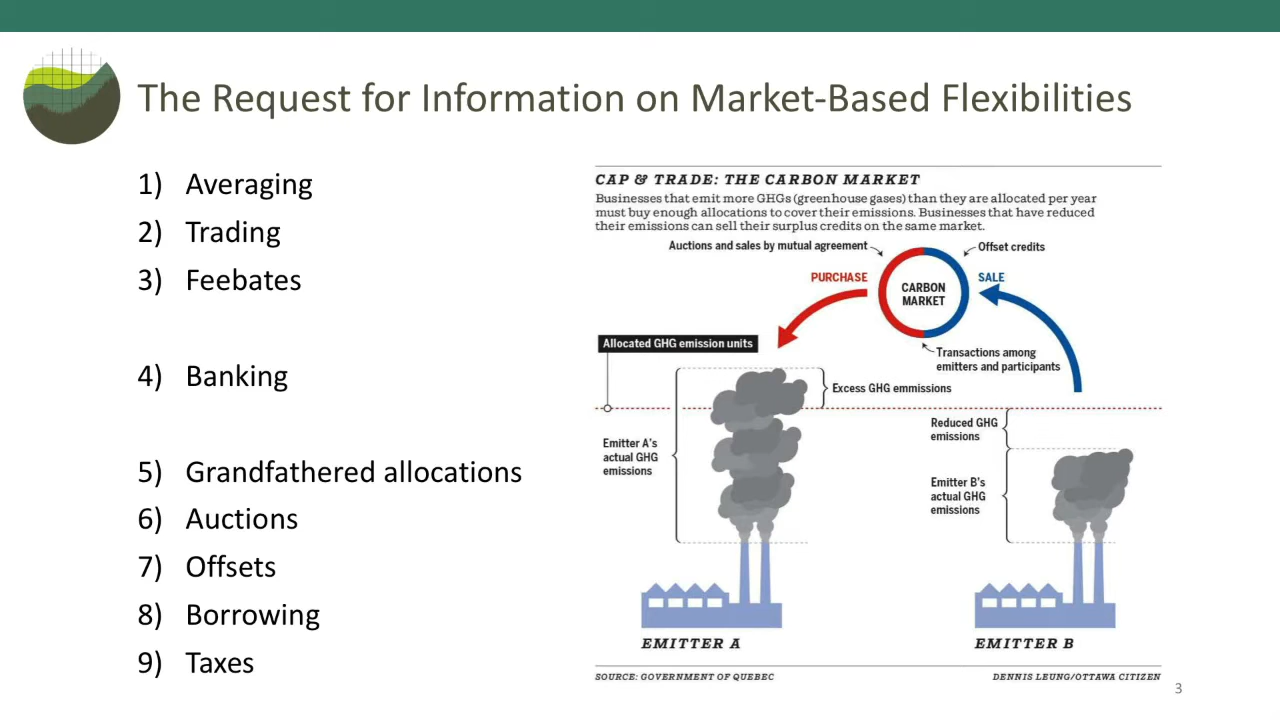 The Request for Information on Market-Based Flexibilities
1) Averaging
2) Trading
3) Feebates
4) Banking
5) Grandfathered allocations
6) Auctions
7) Offsets
8) Borrowing
9) Taxes
CAP & TRADE: THE CARBON MARKET
Businesses that emit more GHGs (greenhouse gases) than they are allocated per year
must buy enough allocations to cover their emissions. Businesses that have reduced
their emissions can sell their surplus credits on the same market.
Auctions and sales by mutual agreement
Offset credits
PURCHASE
CARBON
MARKET
SALE
Allocated GHG emission units
Transactions among
emitters and participants
Excess GHG emmissions
Emitter A's
actual GHG
emissions
Reduced GHG
emissions
Emitter B's
actual GHG
emissions
EMITTER A
EMITTER B
SOURCE: GOVERNMENT OF QUEBEC
DENNIS LEUNG/OTTAWA CITIZEN
3